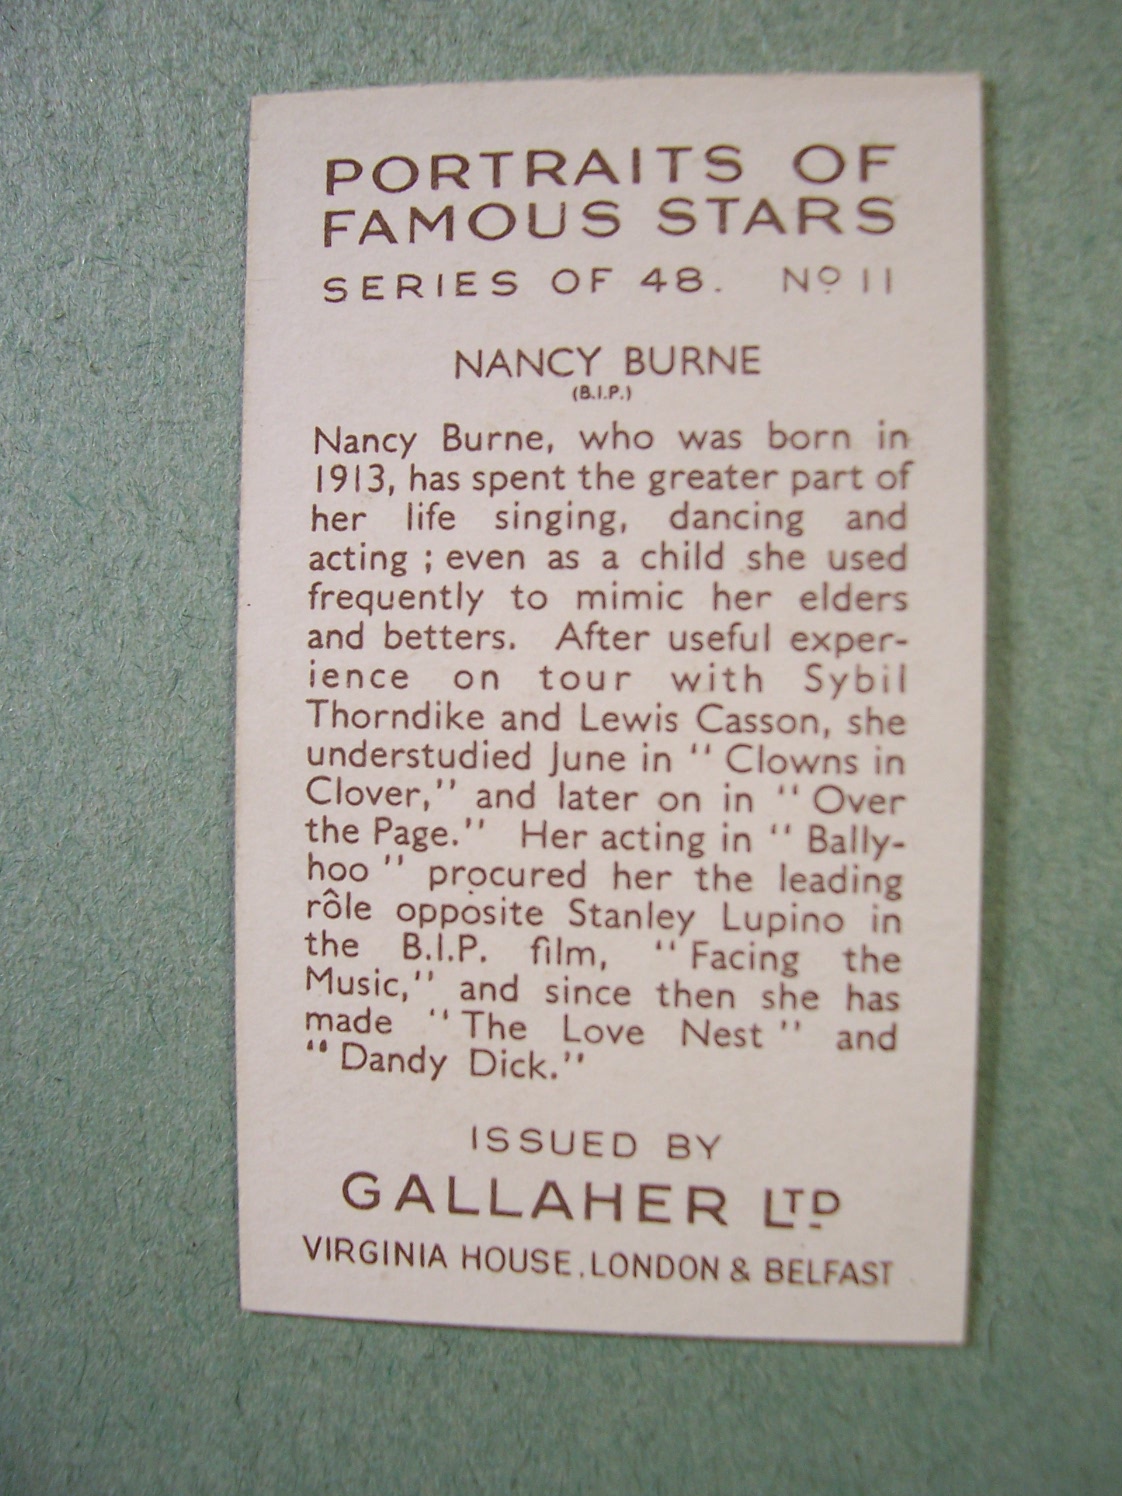 PORTRAITS OF
FAMOUS STARS
SERIES OF 48. No 11
NANCY BURNE
(B.I.P.)
Nancy Burne, who was born in
1913, has spent the greater part of
her life singing, dancing and
acting ; even as a child she used
frequently to mimic her elders
and betters. After useful exper-
ience on tour with Sybil
Thorndike and Lewis Casson, she
understudied June in "Clowns in
Clover," and later on in "Over
the Page." Her acting in "Bally-
hoo" procured her the leading
rôle opposite Stanley Lupino in
the B.I.P. film, "Facing the
Music," and since then she has
made "The Love Nest" and
"Dandy Dick."
ISSUED BY
GALLAHER LTD
VIRGINIA HOUSE, LONDON & BELFAST